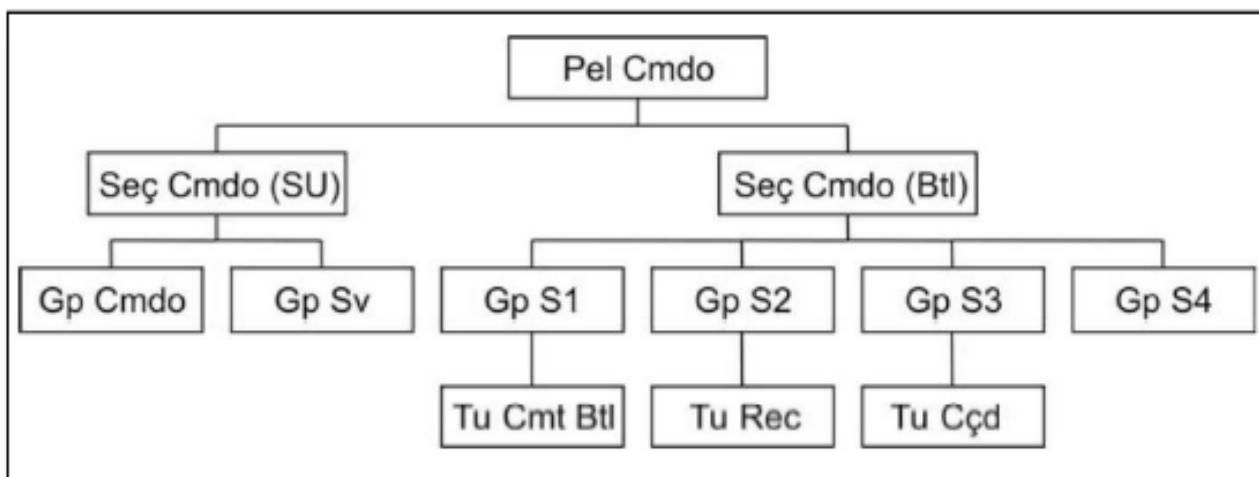 Pel Cmdo
Seç Cmdo (SU)
Seç Cmdo (Btl)
Gp Cmdo
Gp Sv
Gp S1
Gp S2
Gp S3
Gp S4
Tu Cmt Btl
Tu Rec
Tu Cçd